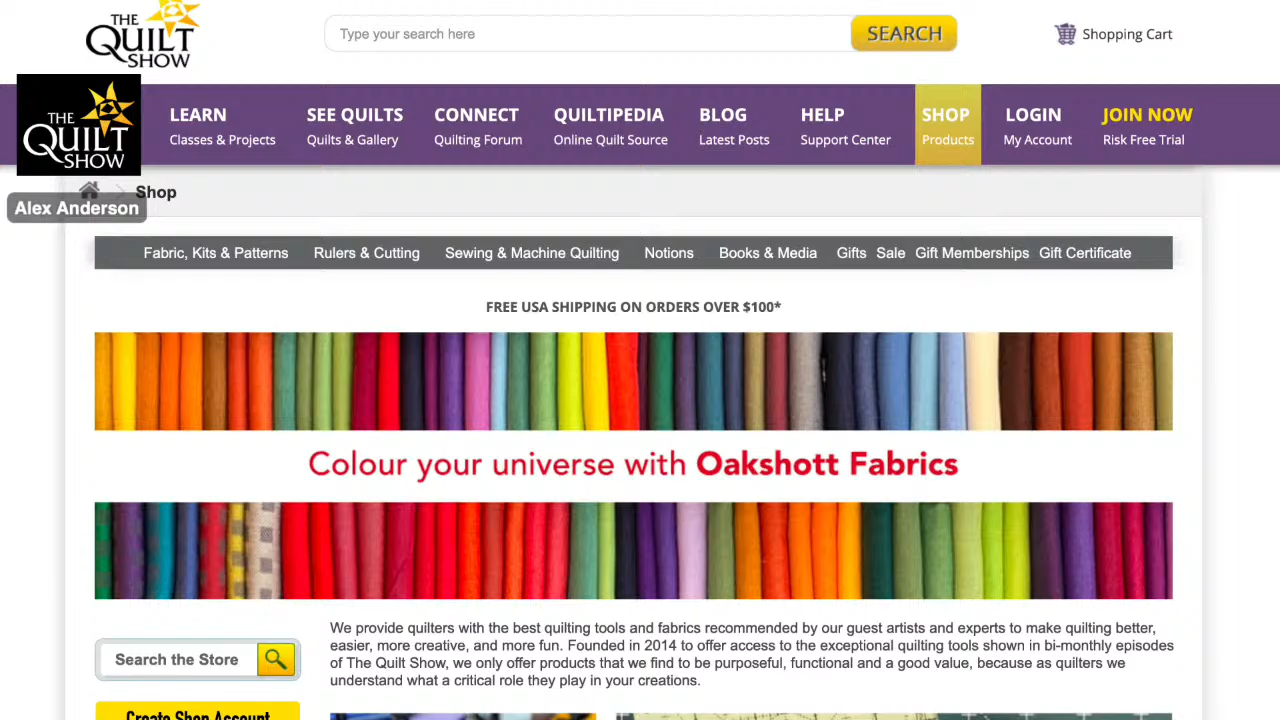 THE
QUILT
SHOW
Type your search here
SEARCH
Shopping Cart
THE
QUILT
SHOW
LEARN
Classes & Projects
SEE QUILTS
Quilts & Gallery
CONNECT
Quilting Forum
QUILTIPEDIA
Online Quilt Source
BLOG
Latest Posts
HELP
Support Center
SHOP
Products
LOGIN
My Account
JOIN NOW
Risk Free Trial
Shop
Alex Anderson
Fabric, Kits & Patterns
Rulers & Cutting
Sewing & Machine Quilting
Notions
Books & Media
Gifts
Sale
Gift Memberships
Gift Certificate
FREE USA SHIPPING ON ORDERS OVER $100*
Colour your universe with Oakshott Fabrics
We provide quilters with the best quilting tools and fabrics recommended by our guest artists and experts to make quilting better,
easier, more creative, and more fun. Founded in 2014 to offer access to the exceptional quilting tools shown in bi-monthly episodes
of The Quilt Show, we only offer products that we find to be purposeful, functional and a good value, because as quilters we
understand what a critical role they play in your creations.
Search the Store
Create Shop Account